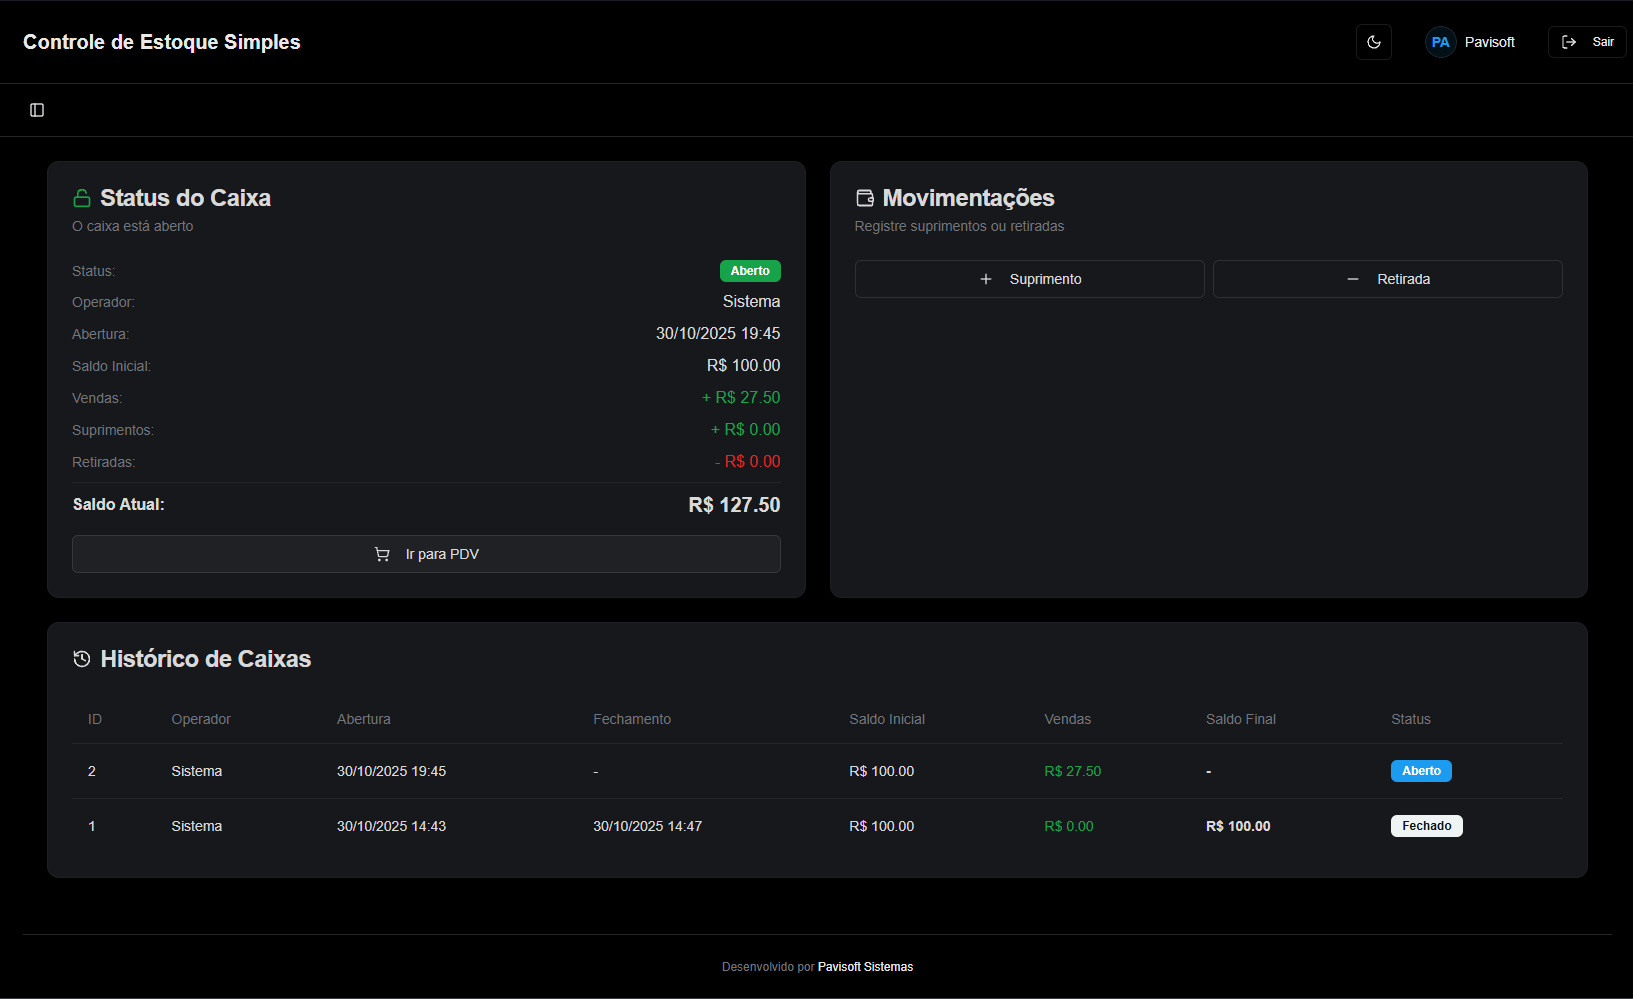 Controle de Estoque Simples
PA Pavisoft Sair
Status do Caixa
O caixa está aberto
Status: Aberto
Operador: Sistema
Abertura: 30/10/2025 19:45
Saldo Inicial: R$ 100.00
Vendas: + R$ 27.50
Suprimentos: + R$ 0.00
Retiradas: - R$ 0.00
Saldo Atual: R$ 127.50
Ir para PDV
Movimentações
Registre suprimentos ou retiradas
+ Suprimento − Retirada
Histórico de Caixas
ID Operador Abertura Fechamento Saldo Inicial Vendas Saldo Final Status
2 Sistema 30/10/2025 19:45 - R$ 100.00 R$ 27.50 - Aberto
1 Sistema 30/10/2025 14:43 30/10/2025 14:47 R$ 100.00 R$ 0.00 R$ 100.00 Fechado
Desenvolvido por Pavisoft Sistemas